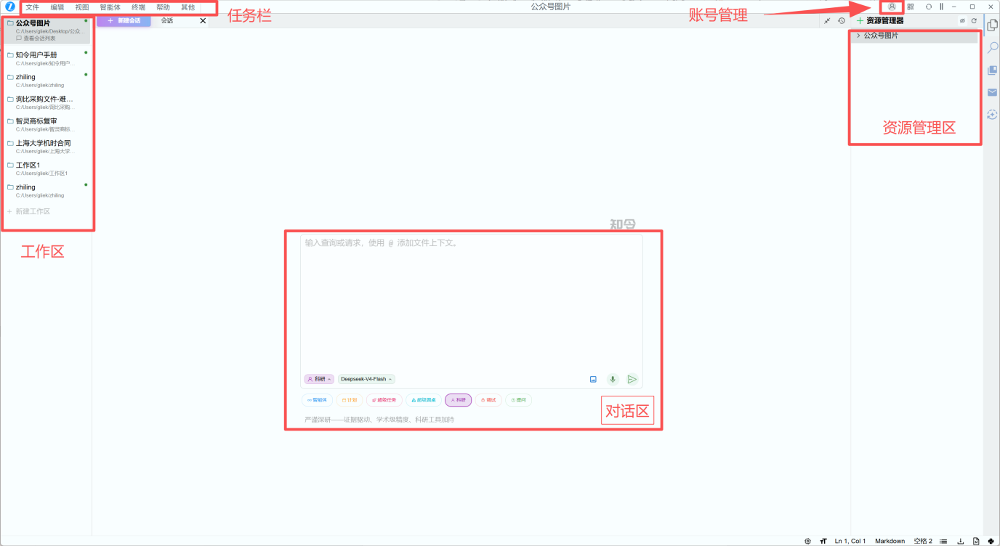 文件 编辑 视图 智能体 终端 帮助 其他
任务栏
公众号图片
账号管理
公众号图片
C:/Users/gliek/Desktop/公众...
查看会话列表
知令用户手册
C:/Users/gliek/知令用户...
zhiling
C:/Users/gliek/zhiling
询比采购文件-难...
C:/Users/gliek/询比采购...
智灵商标复审
C:/Users/gliek/智灵商标...
上海大学机时合同
C:/Users/gliek/上海大学...
工作区1
C:/Users/gliek/工作区1
zhiling
C:/Users/gliek/zhiling
+ 新建工作区
工作区
+ 新建会话
会话
资源管理器
公众号图片
资源管理区
知令
输入查询或请求，使用 @ 添加文件上下文。
科研
Deepseek-V4-Flash
智能体
计划
超级任务
超级圆桌
科研
调试
提问
严谨深研——证据驱动、学术级精度、科研工具加持
对话区
Ln 1, Col 1
Markdown
空格 2